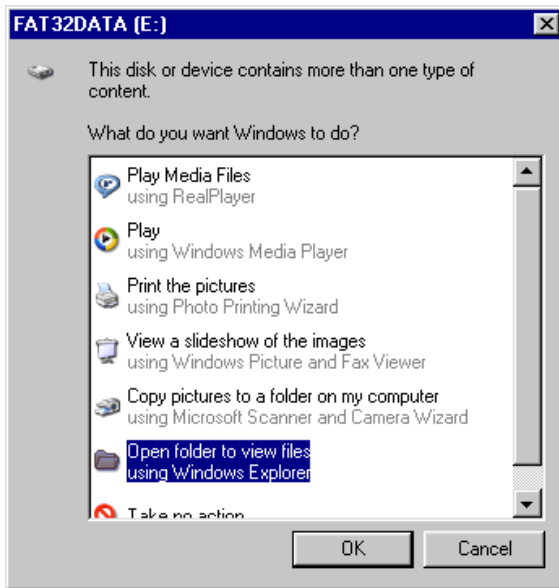 FAT32DATA (E:)
This disk or device contains more than one type of
content.
What do you want Windows to do?
Play Media Files
using RealPlayer
Play
using Windows Media Player
Print the pictures
using Photo Printing Wizard
View a slideshow of the images
using Windows Picture and Fax Viewer
Copy pictures to a folder on my computer
using Microsoft Scanner and Camera Wizard
Open folder to view files
using Windows Explorer
Take no action
OK
Cancel